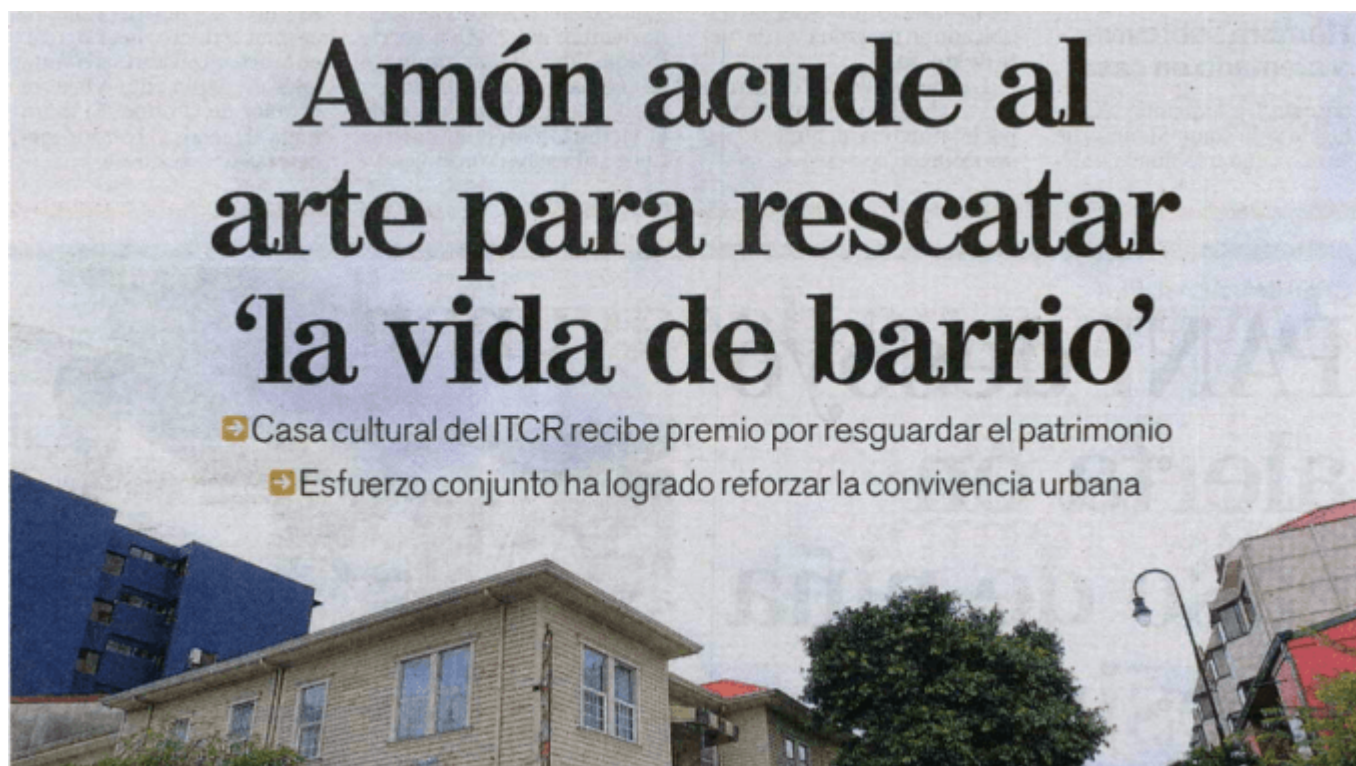 Amón acude al
arte para rescatar
‘la vida de barrio’
Casa cultural del ITCR recibe premio por resguardar el patrimonio
Esfuerzo conjunto ha logrado reforzar la convivencia urbana